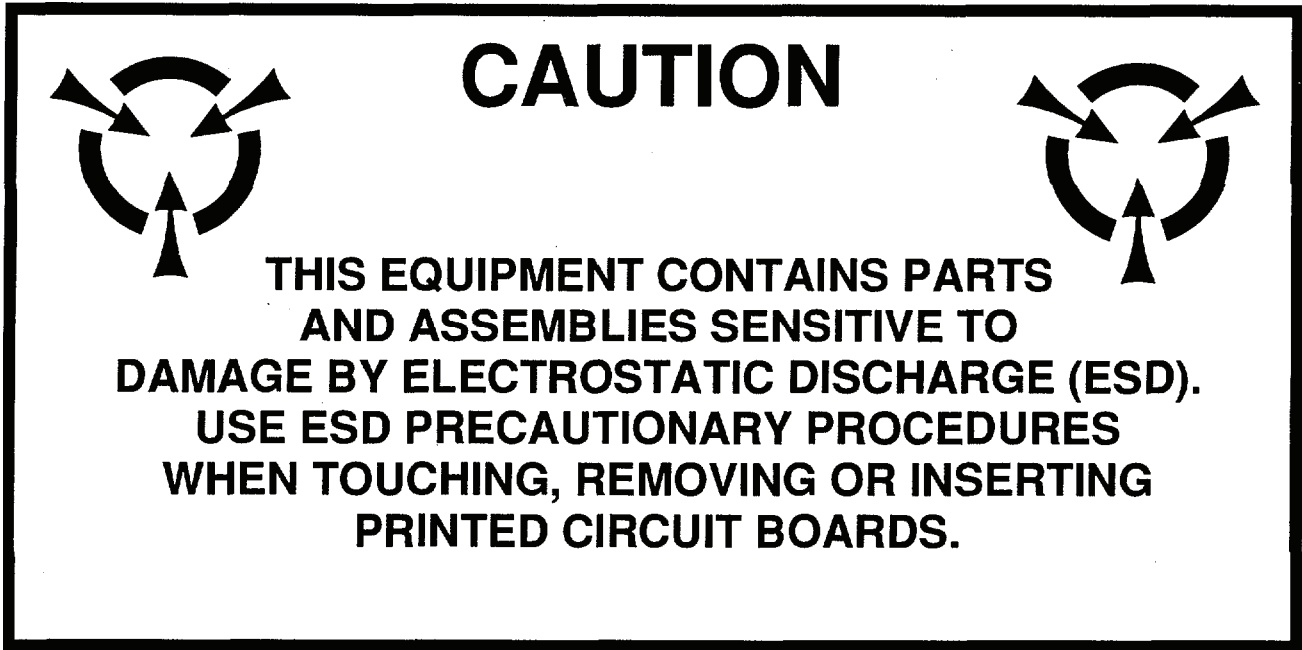 CAUTION
THIS EQUIPMENT CONTAINS PARTS
AND ASSEMBLIES SENSITIVE TO
DAMAGE BY ELECTROSTATIC DISCHARGE (ESD).
USE ESD PRECAUTIONARY PROCEDURES
WHEN TOUCHING, REMOVING OR INSERTING
PRINTED CIRCUIT BOARDS.